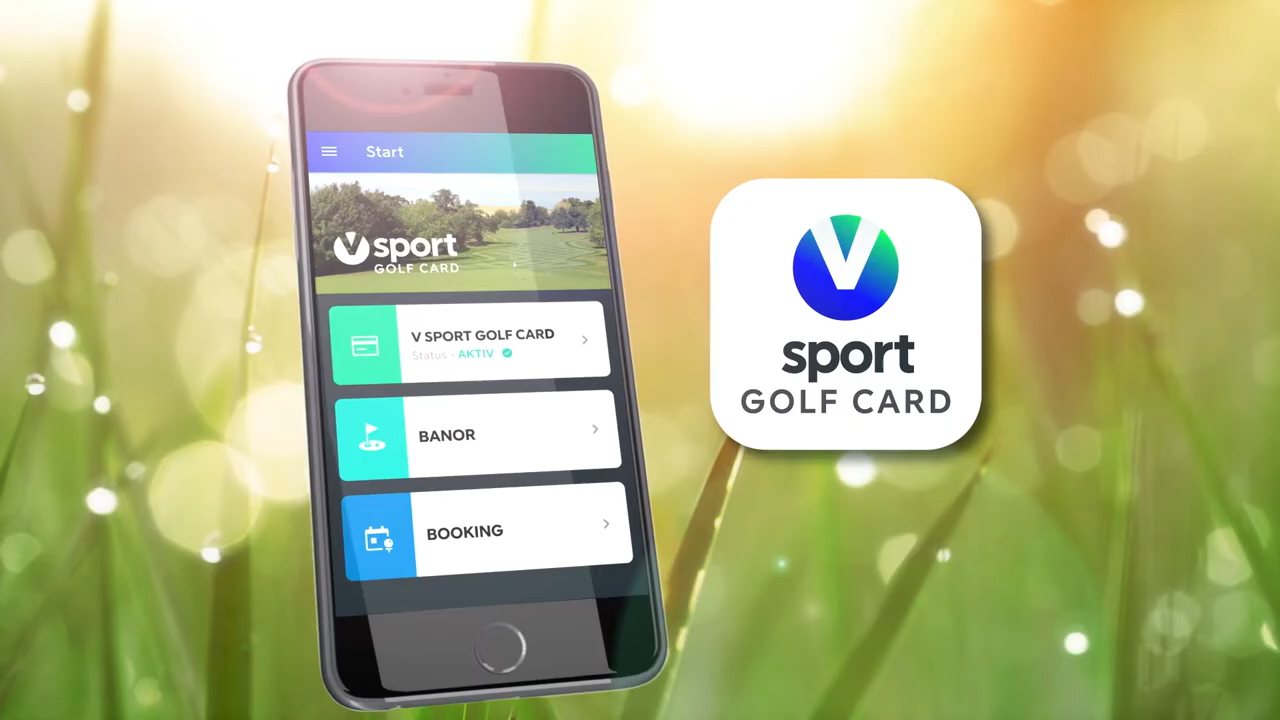 Start
V sport
GOLF CARD
V SPORT GOLF CARD
Status - AKTIV
BANOR
BOOKING
V
sport
GOLF CARD